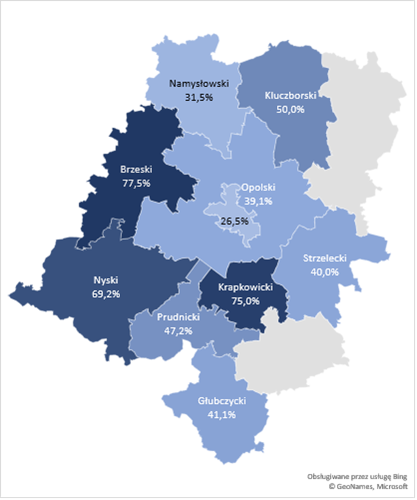 Namysłowski
31,5%
Kluczborski
50,0%
Brzeski
77,5%
Opolski
39,1%
26,5%
Strzelecki
40,0%
Nyski
69,2%
Krapkowicki
75,0%
Prudnicki
47,2%
Głubczycki
41,1%
Obsługiwane przez usługę Bing
© GeoNames, Microsoft